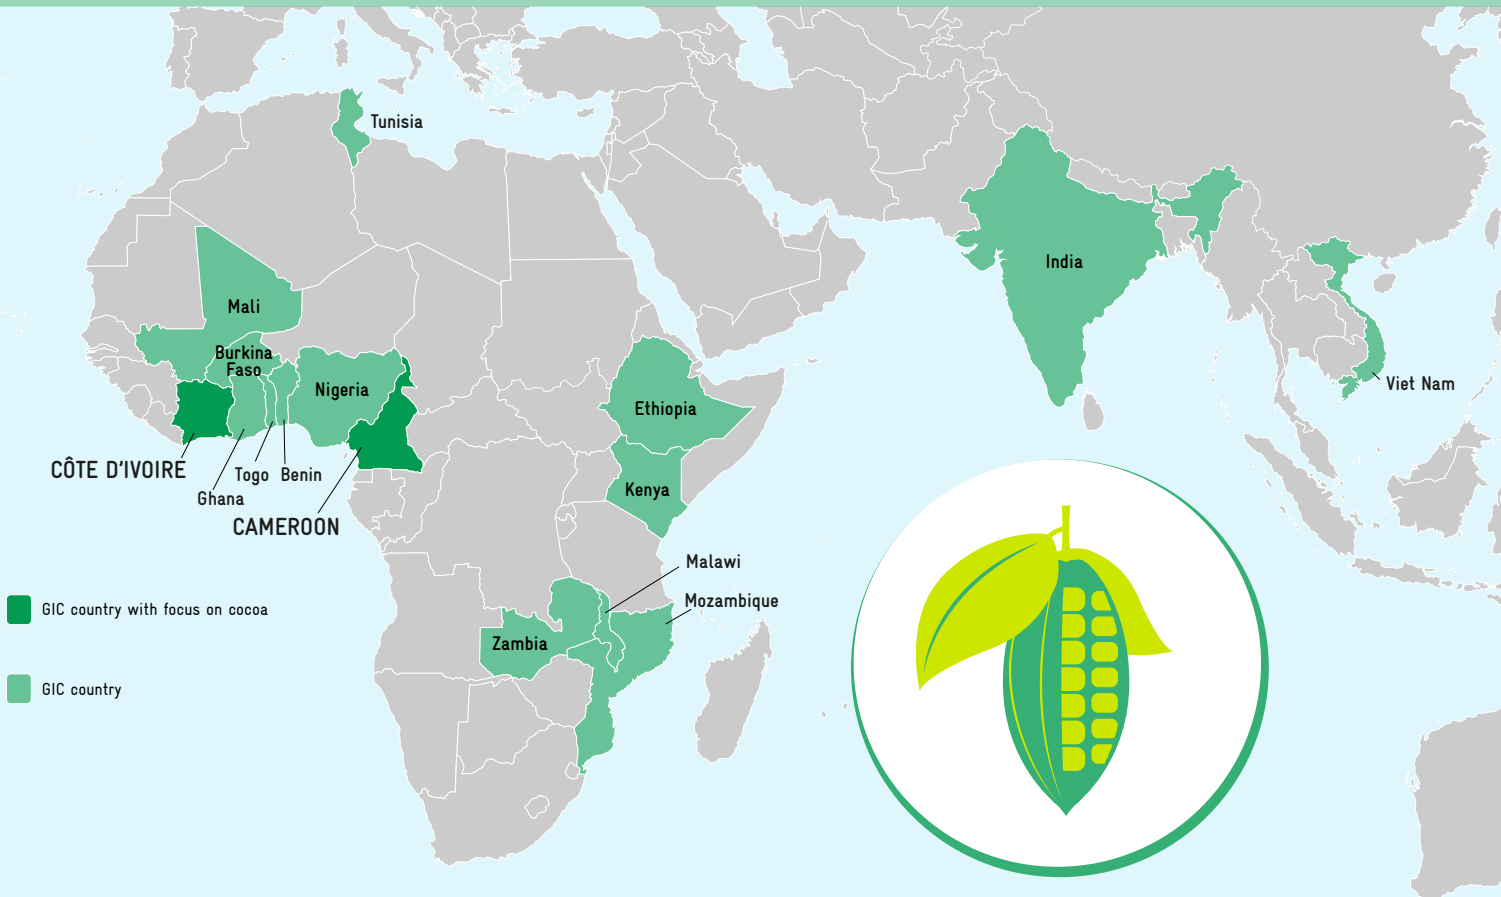 Tunisia
India
Mali
Burkina
Faso
Nigeria
Viet Nam
Ethiopia
CÔTE D'IVOIRE
Togo
Benin
Kenya
Ghana
CAMEROON
Malawi
Mozambique
GIC country with focus on cocoa
Zambia
GIC country